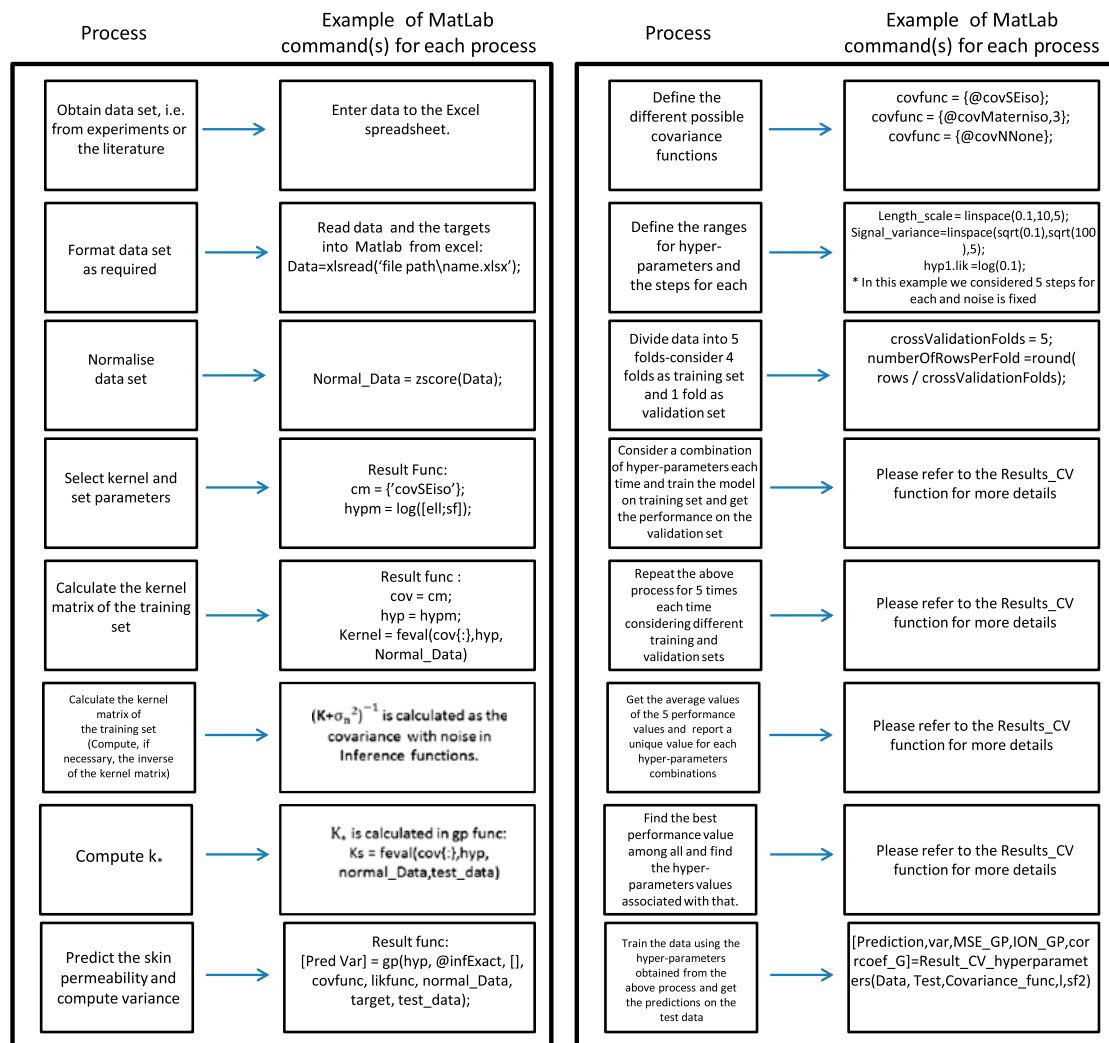 Process
Example of MatLab
command(s) for each process
Obtain data set, i.e.
from experiments or
the literature
Enter data to the Excel
spreadsheet.
Format data set
as required
Read data and the targets
into Matlab from excel:
Data=xlsread(‘file path\name.xlsx’);
Normalise
data set
Normal_Data = zscore(Data);
Select kernel and
set parameters
Result Func:
cm = {’covSEiso’};
hypm = log([ell;sf]);
Calculate the kernel
matrix of the training
set
Result func :
cov = cm;
hyp = hypm;
Kernel = feval(cov{:},hyp,
Normal_Data)
Calculate the kernel
matrix of
the training set
(Compute, if
necessary, the inverse
of the kernel matrix)
(K+σₙ²)⁻¹ is calculated as the
covariance with noise in
Inference functions.
Compute k*
K* is calculated in gp func:
Ks = feval(cov{:},hyp,
normal_Data,test_data)
Predict the skin
permeability and
compute variance
Result func:
[Pred Var] = gp(hyp, @infExact, [],
covfunc, likfunc, normal_Data,
target, test_data);
Process
Example of MatLab
command(s) for each process
Define the
different possible
covariance
functions
covfunc = {@covSEiso};
covfunc = {@covMaterniso,3};
covfunc = {@covNNone};
Define the ranges
for hyper-
parameters and
the steps for each
Length_scale = linspace(0.1,10,5);
Signal_variance=linspace(sqrt(0.1),sqrt(100
),5);
hyp1.lik =log(0.1);
* In this example we considered 5 steps for
each and noise is fixed
Divide data into 5
folds-consider 4
folds as training set
and 1 fold as
validation set
crossValidationFolds = 5;
numberOfRowsPerFold =round(
rows / crossValidationFolds);
Consider a combination
of hyper-parameters each
time and train the model
on training set and get
the performance on the
validation set
Please refer to the Results_CV
function for more details
Repeat the above
process for 5 times
each time
considering different
training and
validation sets
Please refer to the Results_CV
function for more details
Get the average values
of the 5 performance
values and report a
unique value for each
hyper-parameters
combinations
Please refer to the Results_CV
function for more details
Find the best
performance value
among all and find
the hyper-
parameters values
associated with that.
Please refer to the Results_CV
function for more details
Train the data using the
hyper-parameters
obtained from the
above process and get
the predictions on the
test data
[Prediction,var,MSE_GP,ION_GP,cor
rcoef_G]=Result_CV_hyperparamet
ers(Data, Test,Covariance_func,l,sf2)